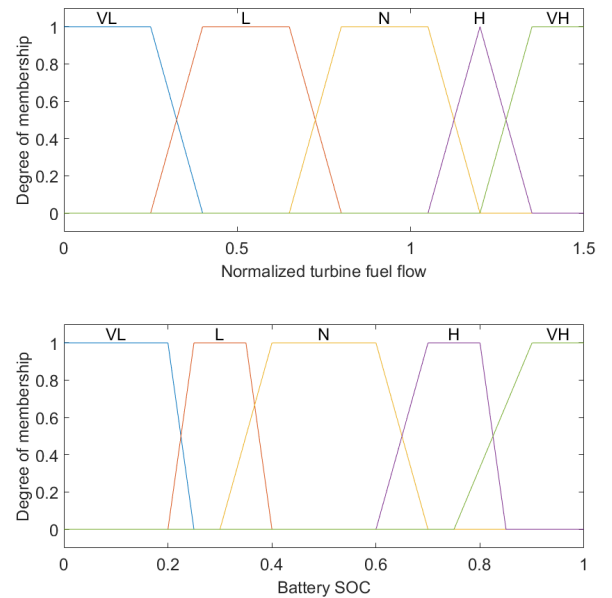 VL L N H VH
1
0.8
0.6
0.4
0.2
0
Degree of membership
0 0.5 1 1.5
Normalized turbine fuel flow
VL L N H VH
1
0.8
0.6
0.4
0.2
0
Degree of membership
0 0.2 0.4 0.6 0.8 1
Battery SOC